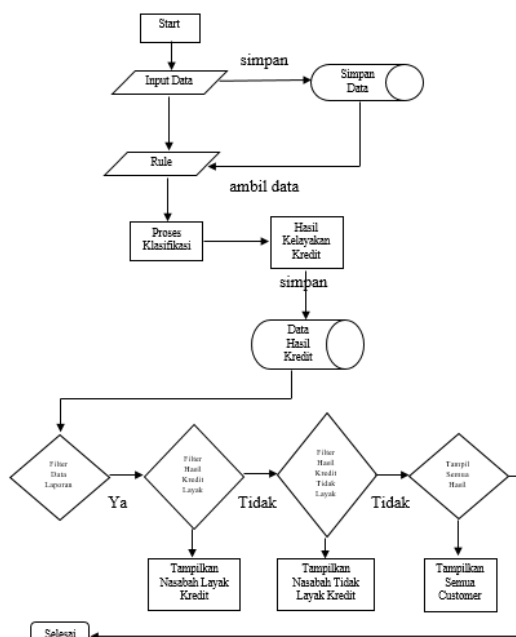 Start
simpan
Input Data
Simpan
Data
Rule
ambil data
Proses
Klasifikasi
Hasil
Kelayakan
Kredit
simpan
Data
Hasil
Kredit
Filter
Data
Laporan
Ya
Filter
Hasil
Kredit
Layak
Tidak
Filter
Hasil
Kredit
Tidak
Layak
Tidak
Tampil
Semua
Hasil
Tampilkan
Nasabah Layak
Kredit
Tampilkan
Nasabah Tidak
Layak Kredit
Tampilkan
Semua
Customer
Selesai